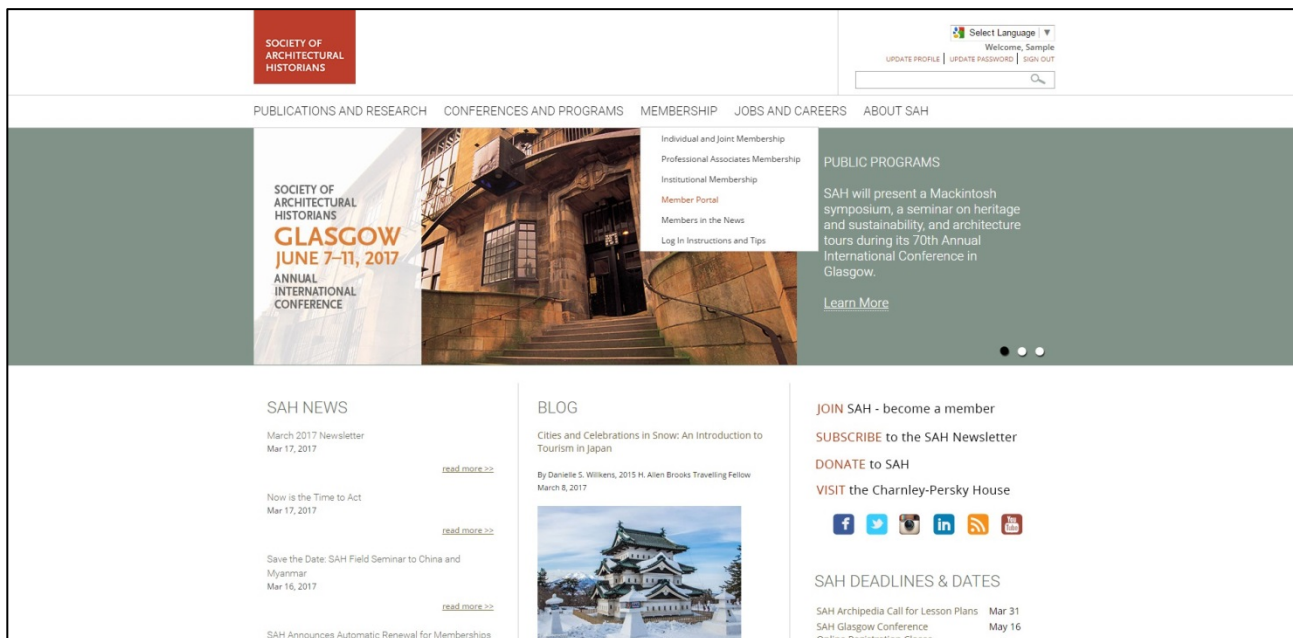 SOCIETY OF
ARCHITECTURAL
HISTORIANS
Select Language ▼
Welcome, Sample
UPDATE PROFILE | UPDATE PASSWORD | SIGN OUT
PUBLICATIONS AND RESEARCH CONFERENCES AND PROGRAMS MEMBERSHIP JOBS AND CAREERS ABOUT SAH
Individual and Joint Membership
Professional Associates Membership
Institutional Membership
Member Portal
Members in the News
Log In Instructions and Tips
SOCIETY OF
ARCHITECTURAL
HISTORIANS
GLASGOW
JUNE 7–11, 2017
ANNUAL
INTERNATIONAL
CONFERENCE
PUBLIC PROGRAMS
SAH will present a Mackintosh
symposium, a seminar on heritage
and sustainability, and architecture
tours during its 70th Annual
International Conference in
Glasgow.
Learn More
SAH NEWS
March 2017 Newsletter
Mar 17, 2017
read more >>
Now is the Time to Act
Mar 17, 2017
read more >>
Save the Date: SAH Field Seminar to China and
Myanmar
Mar 16, 2017
read more >>
SAH Announces Automatic Renewal for Memberships
BLOG
Cities and Celebrations in Snow: An Introduction to
Tourism in Japan
By Danielle S. Willkens, 2015 H. Allen Brooks Travelling Fellow
March 8, 2017
JOIN SAH - become a member
SUBSCRIBE to the SAH Newsletter
DONATE to SAH
VISIT the Charnley-Persky House
f in You Tube
SAH DEADLINES & DATES
SAH Archipedia Call for Lesson Plans Mar 31
SAH Glasgow Conference May 16
Online Registration Closes